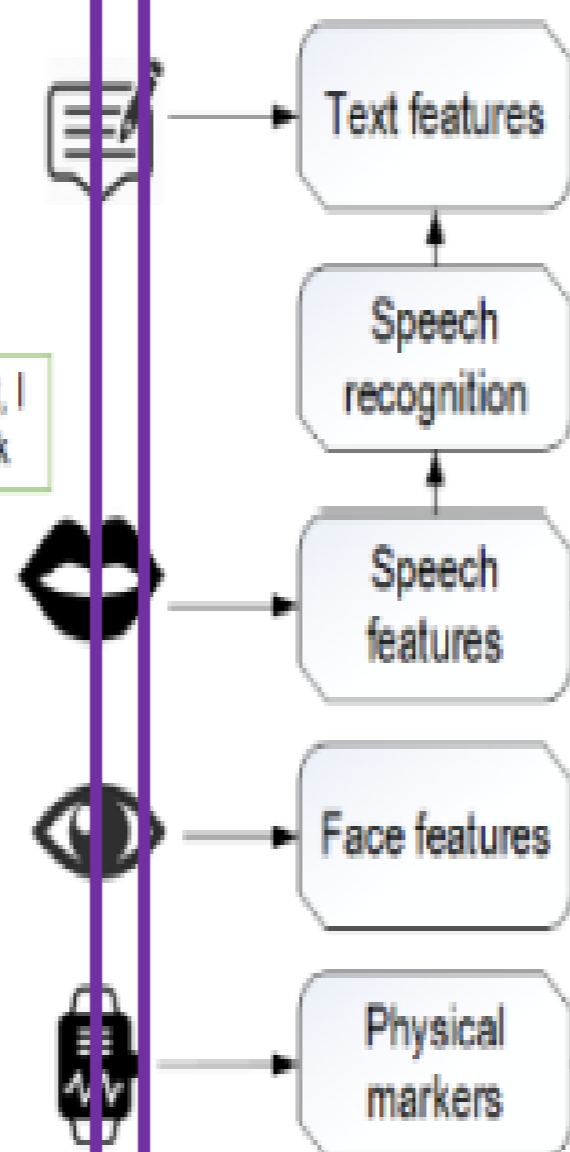 Text features
Speech
recognition
, I
k
Speech
features
Face features
Physical
markers